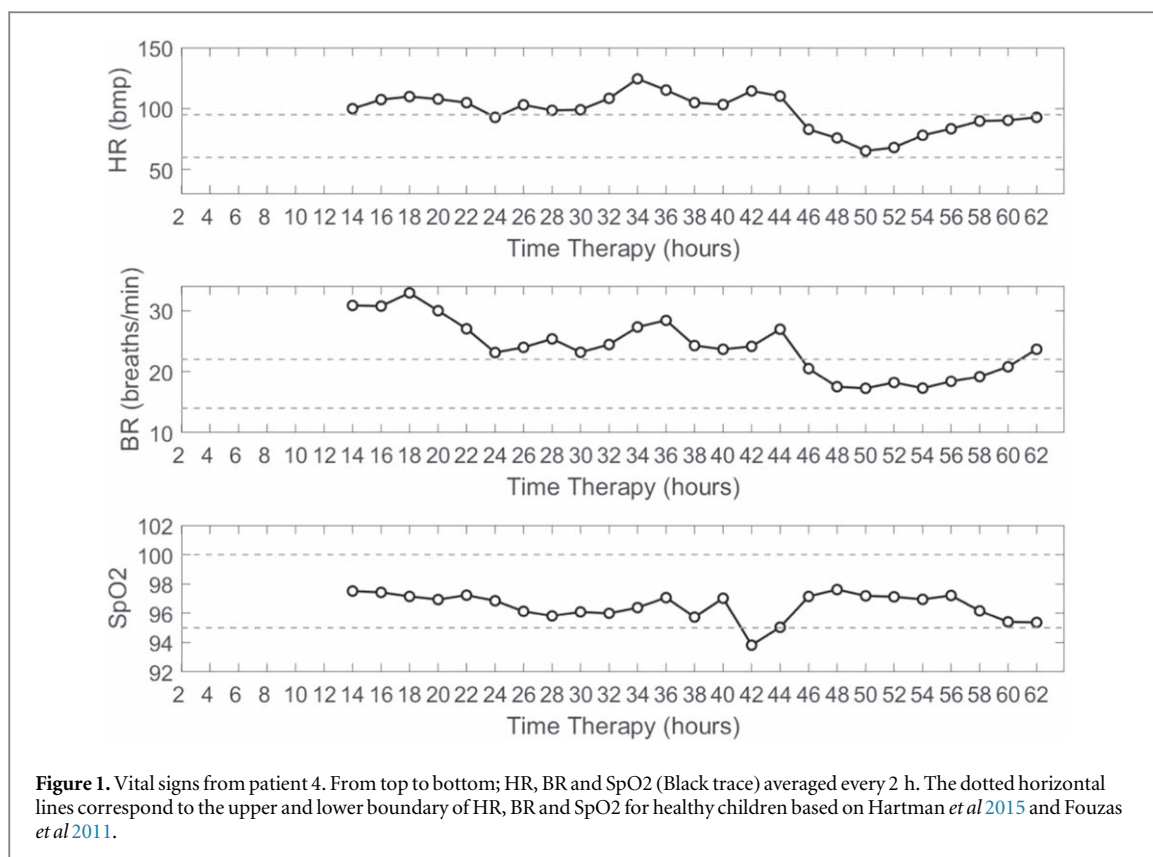 150
100
50
HR (bmp)
2 4 6 8 10 12 14 16 18 20 22 24 26 28 30 32 34 36 38 40 42 44 46 48 50 52 54 56 58 60 62
Time Therapy (hours)
30
20
10
BR (breaths/min)
2 4 6 8 10 12 14 16 18 20 22 24 26 28 30 32 34 36 38 40 42 44 46 48 50 52 54 56 58 60 62
Time Therapy (hours)
102
100
98
96
94
92
SpO2
2 4 6 8 10 12 14 16 18 20 22 24 26 28 30 32 34 36 38 40 42 44 46 48 50 52 54 56 58 60 62
Time Therapy (hours)
Figure 1. Vital signs from patient 4. From top to bottom; HR, BR and SpO2 (Black trace) averaged every 2 h. The dotted horizontal
lines correspond to the upper and lower boundary of HR, BR and SpO2 for healthy children based on Hartman et al 2015 and Fouzas
et al 2011.